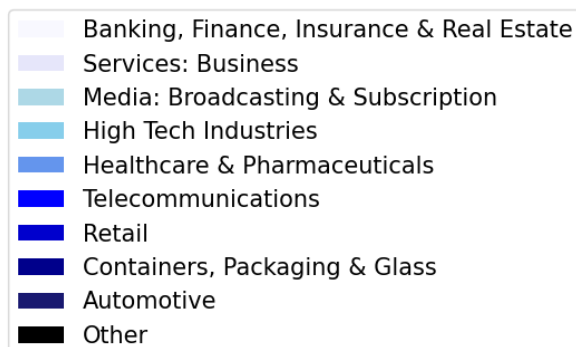 Banking, Finance, Insurance & Real Estate
Services: Business
Media: Broadcasting & Subscription
High Tech Industries
Healthcare & Pharmaceuticals
Telecommunications
Retail
Containers, Packaging & Glass
Automotive
Other